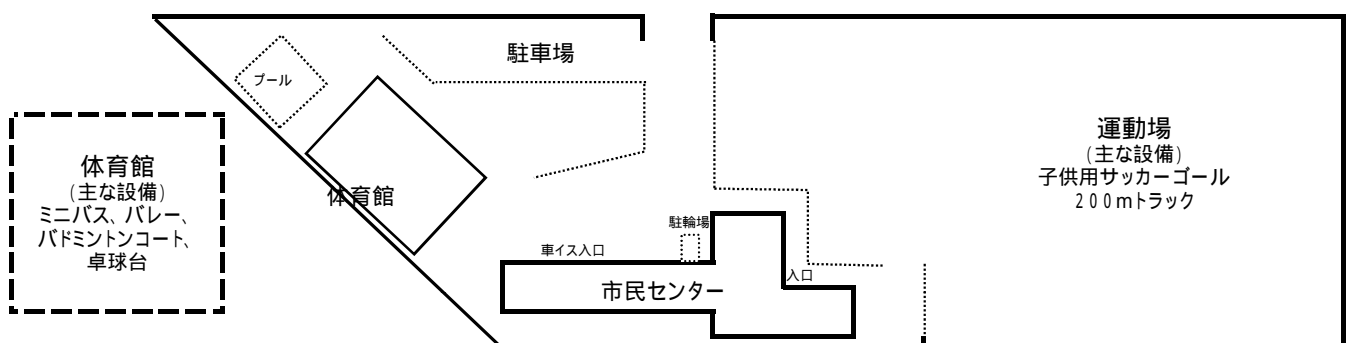 駐車場
プール
体育館
(主な設備)
ミニバス、バレー、
バドミントンコート、
卓球台
体育館
運動場
(主な設備)
子供用サッカーゴール
200mトラック
駐輪場
車イス入口
入口
市民センター